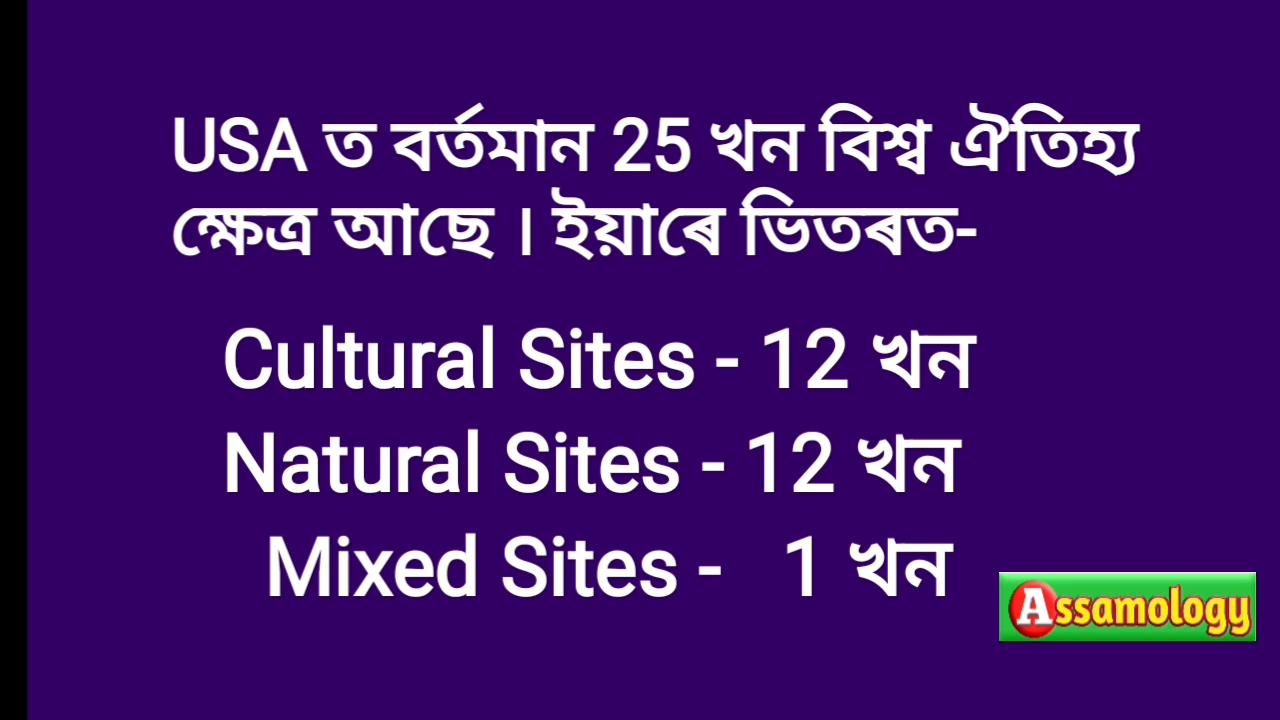 USA ত বৰ্তমান 25 খন বিশ্ব ঐতিহ্য
ক্ষেত্ৰ আছে । ইয়াৰে ভিতৰত-
Cultural Sites - 12 খন
Natural Sites - 12 খন
Mixed Sites - 1 খন
Assamology